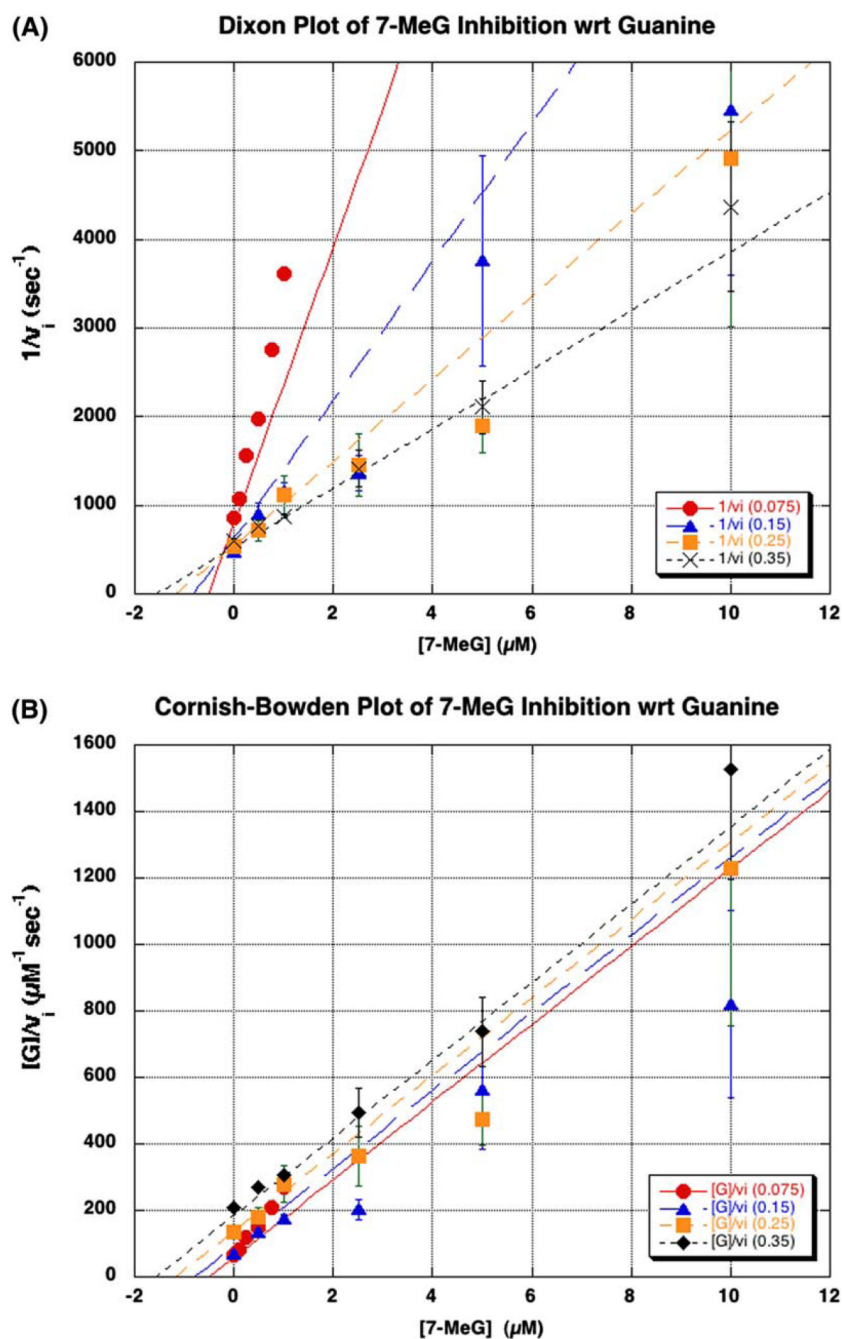 (A)
Dixon Plot of 7-MeG Inhibition wrt Guanine
6000
5000
4000
3000
2000
1000
0
1/vᵢ (sec⁻¹)
1/vi (0.075)
1/vi (0.15)
1/vi (0.25)
1/vi (0.35)
-2 0 2 4 6 8 10 12
[7-MeG] (µM)
(B)
Cornish-Bowden Plot of 7-MeG Inhibition wrt Guanine
1600
1400
1200
1000
800
600
400
200
0
[G]/vᵢ (µM⁻¹ sec⁻¹)
[G]/vi (0.075)
[G]/vi (0.15)
[G]/vi (0.25)
[G]/vi (0.35)
-2 0 2 4 6 8 10 12
[7-MeG] (µM)